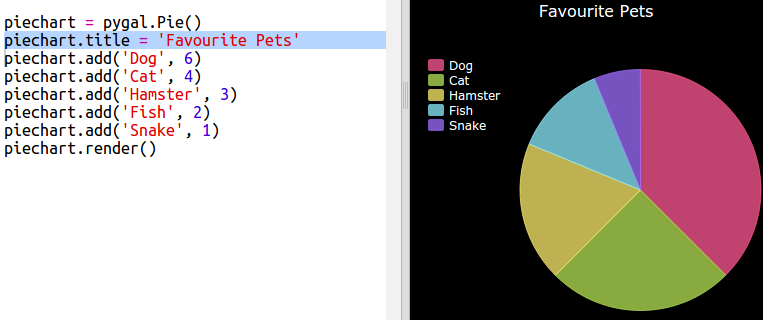 piechart = pygal.Pie()
piechart.title = 'Favourite Pets'
piechart.add('Dog', 6)
piechart.add('Cat', 4)
piechart.add('Hamster', 3)
piechart.add('Fish', 2)
piechart.add('Snake', 1)
piechart.render()
Favourite Pets
Dog
Cat
Hamster
Fish
Snake